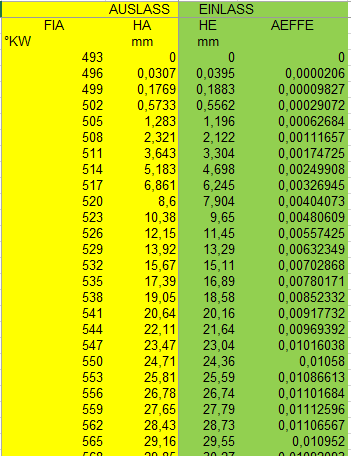 AUSLASS EINLASS
FIA HA HE AEFFE
°KW mm mm
493 0 0 0
496 0,0307 0,0395 0,0000206
499 0,1769 0,1883 0,00009827
502 0,5733 0,5562 0,00029072
505 1,283 1,196 0,00062684
508 2,321 2,122 0,00111657
511 3,643 3,304 0,00174725
514 5,183 4,698 0,00249908
517 6,861 6,245 0,00326945
520 8,6 7,904 0,00404073
523 10,38 9,65 0,00480609
526 12,15 11,45 0,00557425
529 13,92 13,29 0,00632349
532 15,67 15,11 0,00702868
535 17,39 16,89 0,00780171
538 19,05 18,58 0,00852332
541 20,64 20,16 0,00917732
544 22,11 21,64 0,00969392
547 23,47 23,04 0,01016038
550 24,71 24,36 0,01058
553 25,81 25,59 0,01086613
556 26,78 26,74 0,01101684
559 27,65 27,79 0,01112596
562 28,43 28,73 0,01106567
565 29,16 29,55 0,010952